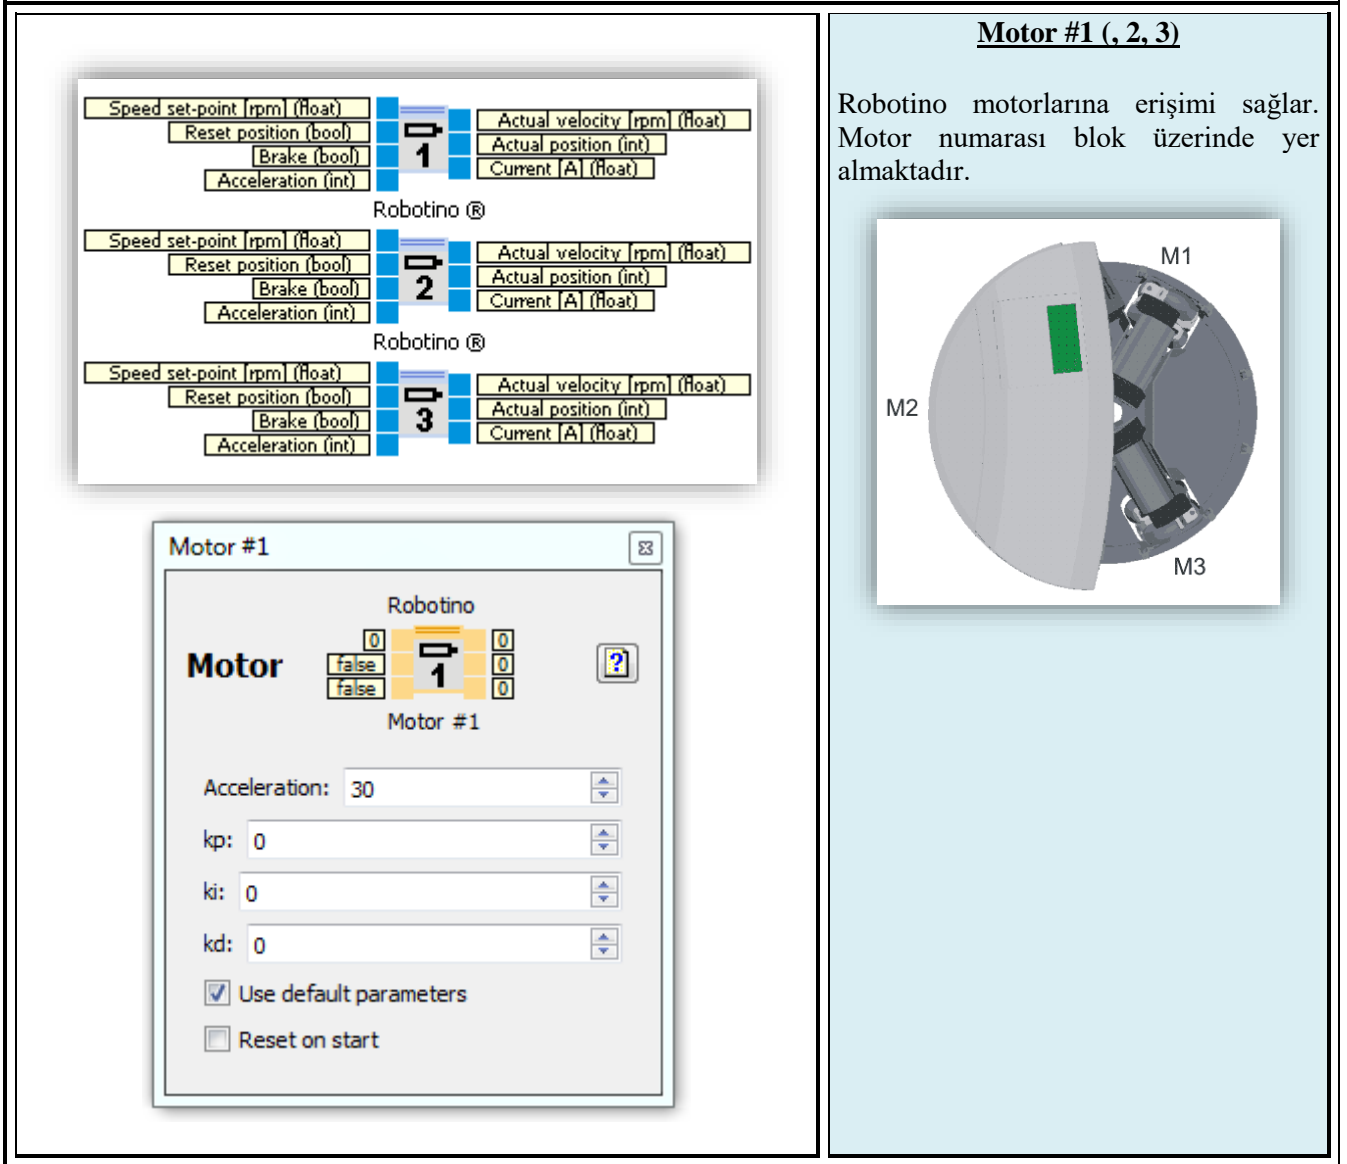 Speed set-point [rpm] (float)
Reset position (bool)
Brake (bool)
Acceleration (int)
1
Actual velocity [rpm] (float)
Actual position (int)
Current [A] (float)
Robotino ®
Speed set-point [rpm] (float)
Reset position (bool)
Brake (bool)
Acceleration (int)
2
Actual velocity [rpm] (float)
Actual position (int)
Current [A] (float)
Robotino ®
Speed set-point [rpm] (float)
Reset position (bool)
Brake (bool)
Acceleration (int)
3
Actual velocity [rpm] (float)
Actual position (int)
Current [A] (float)
Motor #1
Robotino
Motor
0
false
false
1
0
0
0
?
Motor #1
Acceleration: 30
kp: 0
ki: 0
kd: 0
Use default parameters
Reset on start
Motor #1 (, 2, 3)
Robotino motorlarına erişimi sağlar.
Motor numarası blok üzerinde yer
almaktadır.
M1
M2
M3